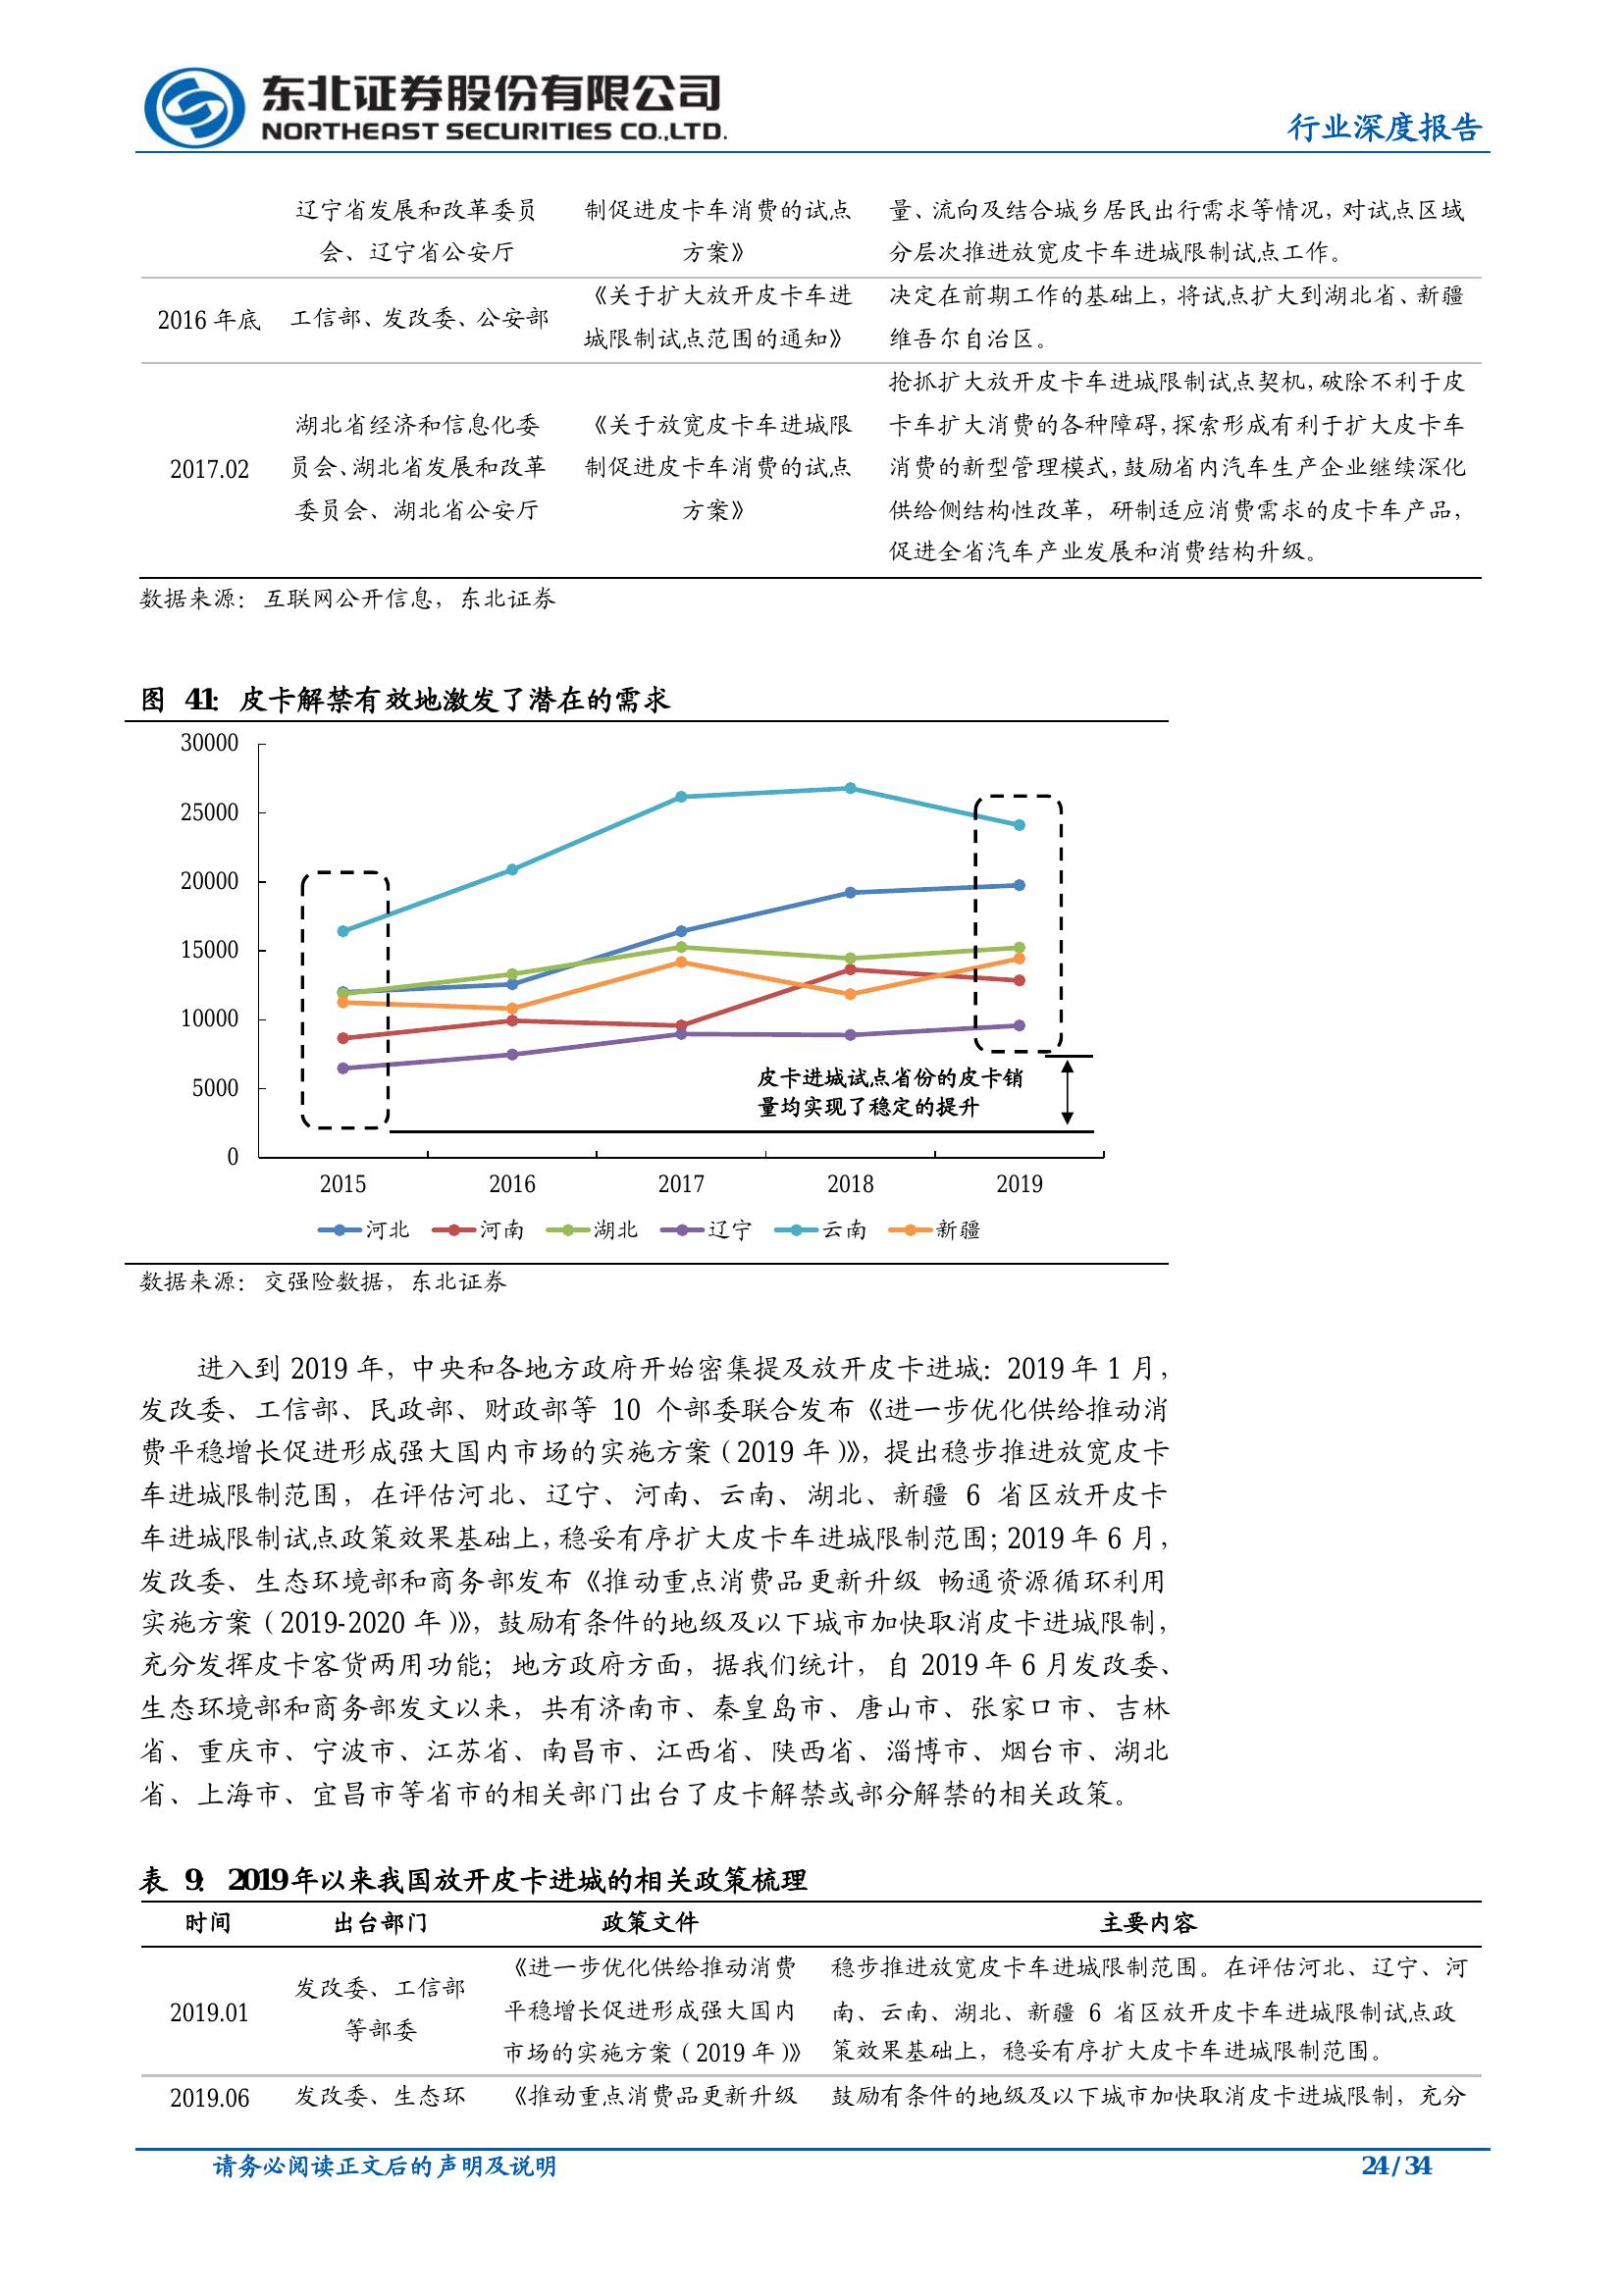 东北证券股份有限公司
NORTHEAST SECURITIES CO.,LTD.
行业深度报告
辽宁省发展和改革委员
会、辽宁省公安厅
制促进皮卡车消费的试点
方案》
量、流向及结合城乡居民出行需求等情况,对试点区域
分层次推进放宽皮卡车进城限制试点工作。
2016 年底
工信部、发改委、公安部
《关于扩大放开皮卡车进
城限制试点范围的通知》
决定在前期工作的基础上,将试点扩大到湖北省、新疆
维吾尔自治区。
2017.02
湖北省经济和信息化委
员会、湖北省发展和改革
委员会、湖北省公安厅
《关于放宽皮卡车进城限
制促进皮卡车消费的试点
方案》
抢抓扩大放开皮卡车进城限制试点契机,破除不利于皮
卡车扩大消费的各种障碍,探索形成有利于扩大皮卡车
消费的新型管理模式,鼓励省内汽车生产企业继续深化
供给侧结构性改革，研制适应消费需求的皮卡车产品，
促进全省汽车产业发展和消费结构升级。
数据来源：互联网公开信息，东北证券
图 41：皮卡解禁有效地激发了潜在的需求
30000
25000
20000
15000
10000
5000
0
皮卡进城试点省份的皮卡销
量均实现了稳定的提升
2015 2016 2017 2018 2019
河北 河南 湖北 辽宁 云南 新疆
数据来源：交强险数据，东北证券
进入到 2019 年，中央和各地方政府开始密集提及放开皮卡进城：2019 年 1 月，
发改委、工信部、民政部、财政部等 10 个部委联合发布《进一步优化供给推动消
费平稳增长促进形成强大国内市场的实施方案（2019 年）》，提出稳步推进放宽皮卡
车进城限制范围，在评估河北、辽宁、河南、云南、湖北、新疆 6 省区放开皮卡
车进城限制试点政策效果基础上，稳妥有序扩大皮卡车进城限制范围；2019 年 6 月，
发改委、生态环境部和商务部发布《推动重点消费品更新升级 畅通资源循环利用
实施方案（2019-2020 年）》，鼓励有条件的地级及以下城市加快取消皮卡进城限制，
充分发挥皮卡客货两用功能；地方政府方面，据我们统计，自 2019 年 6 月发改委、
生态环境部和商务部发文以来，共有济南市、秦皇岛市、唐山市、张家口市、吉林
省、重庆市、宁波市、江苏省、南昌市、江西省、陕西省、淄博市、烟台市、湖北
省、上海市、宜昌市等省市的相关部门出台了皮卡解禁或部分解禁的相关政策。
表 9：2019 年以来我国放开皮卡进城的相关政策梳理
时间 出台部门 政策文件 主要内容
2019.01
发改委、工信部
等部委
《进一步优化供给推动消费
平稳增长促进形成强大国内
市场的实施方案（2019 年）》
稳步推进放宽皮卡车进城限制范围。在评估河北、辽宁、河
南、云南、湖北、新疆 6 省区放开皮卡车进城限制试点政
策效果基础上，稳妥有序扩大皮卡车进城限制范围。
2019.06 发改委、生态环 《推动重点消费品更新升级 鼓励有条件的地级及以下城市加快取消皮卡进城限制，充分
请务必阅读正文后的声明及说明
24 / 34